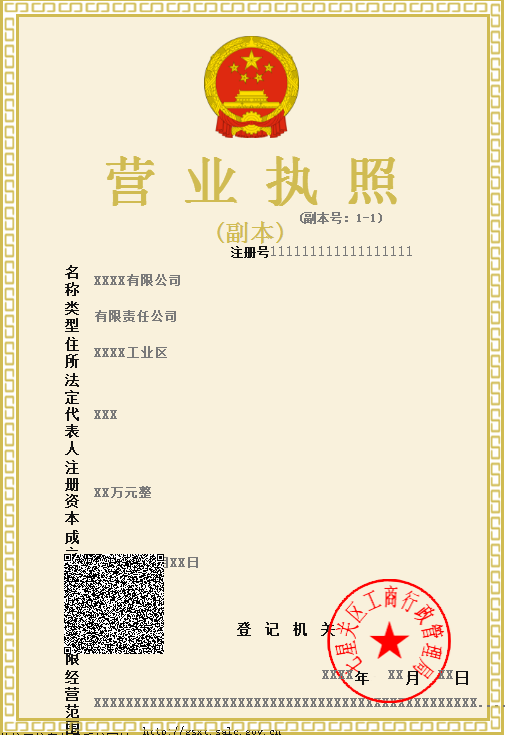 营业执照
(副本)
(副本号：1-1)
注册号111111111111111111
名称 XXXX有限公司
类型 有限责任公司
住所 XXXX工业区
法定代表人 XXX
注册资本 XX万元整
成
XX日
限
经营范围 XXXXXXXXXXXXXXXXXXXXXXXXXXXXXXXXXXXXXXXXXXXXXXX
登记机关
七星关区工商行政管理局
XXXX年 XX月XX日
http://gsxt.saic.gov.cn